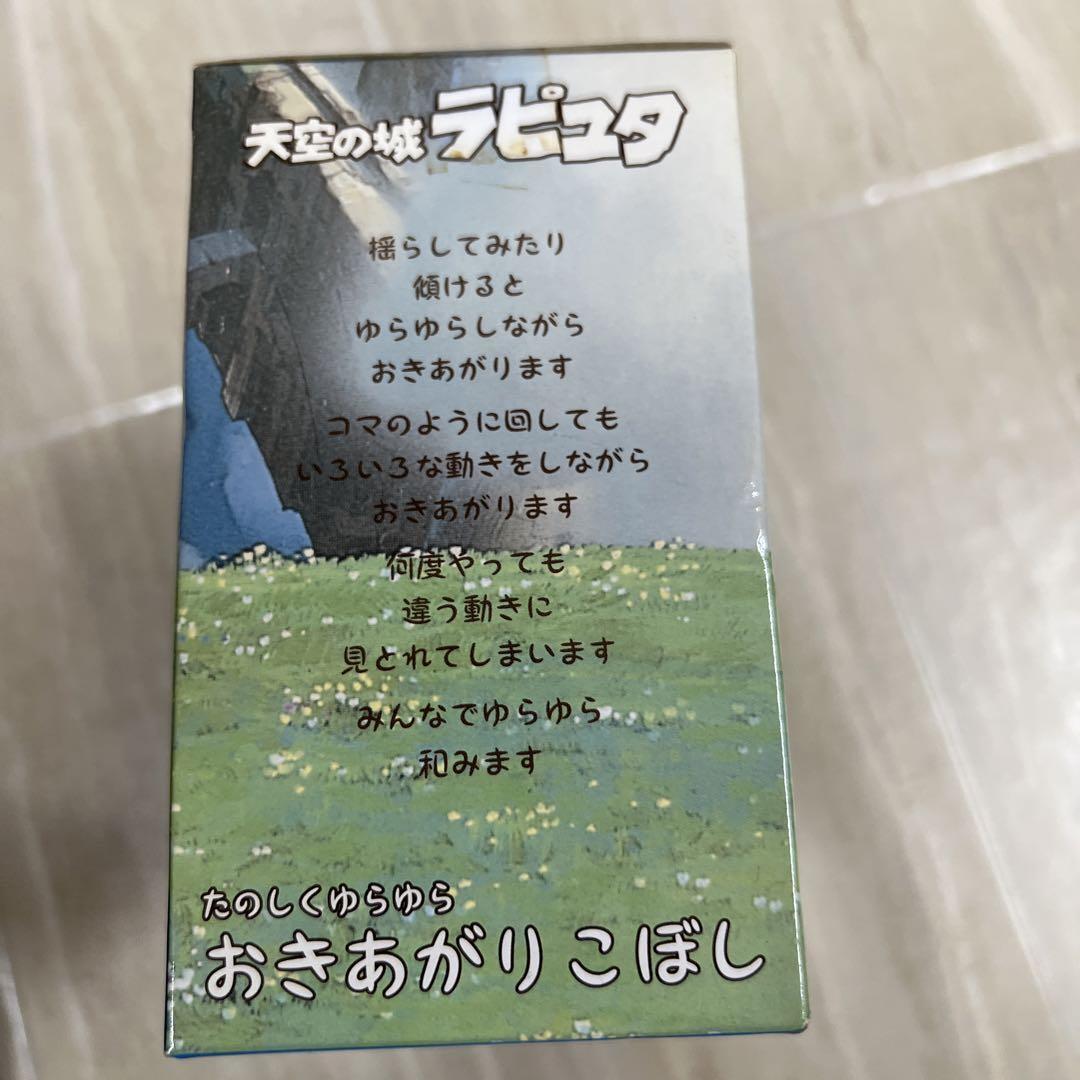 天空の城ラピュタ
揺らしてみたり
傾けると
ゆらゆらしながら
おきあがります
コマのように回しても
いろいろな動きをしながら
おきあがります
何度やっても
違う動きに
見とれてしまいます
みんなでゆらゆら
和みます
たのしくゆらゆら
おきあがりこぼし